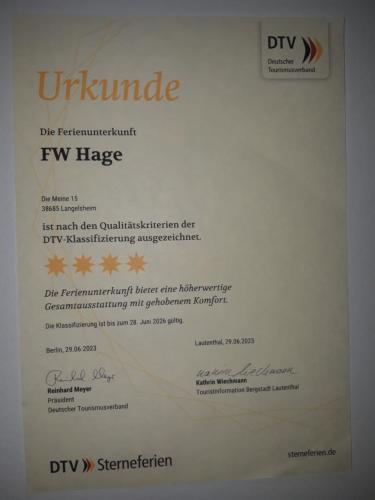 DTV
Deutscher
Tourismusverband
Urkunde
Die Ferienunterkunft
FW Hage
Die Meine 15
38685 Langelsheim
ist nach den Qualitätskriterien der
DTV-Klassifizierung ausgezeichnet.
Die Ferienunterkunft bietet eine höherwertige
Gesamtausstattung mit gehobenem Komfort.
Die Klassifizierung ist bis zum 28. Juni 2026 gültig.
Berlin, 29.06.2023
Lautenthal, 29.06.2023
Reinhard Meyer
Präsident
Deutscher Tourismusverband
Kathrin Wiechmann
Touristinformation Bergstadt Lautenthal
DTV Sterneferien
sterneferien.de